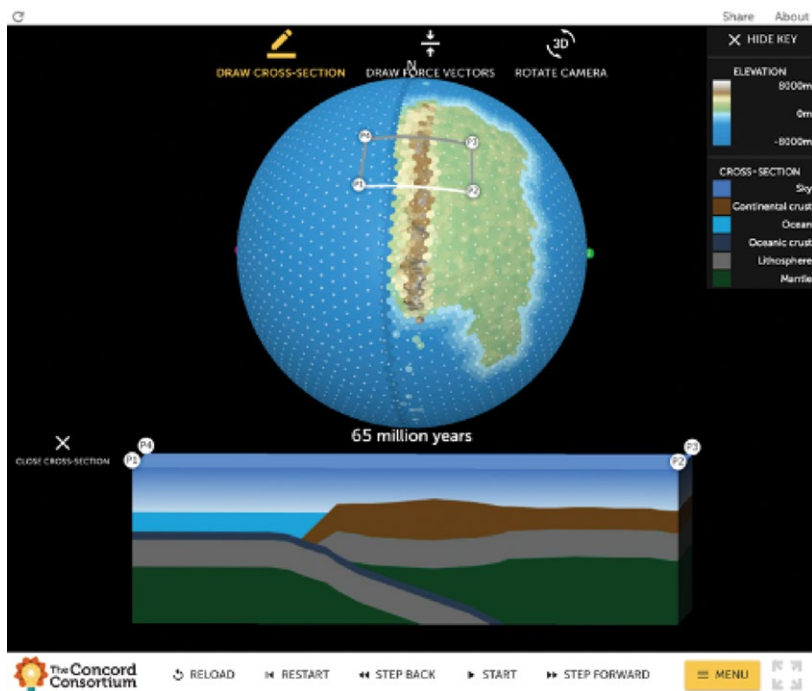 Share About
HIDE KEY
N
DRAW CROSS-SECTION DRAW FORCE VECTORS 3D ROTATE CAMERA
ELEVATION
8000m
0m
-8000m
CROSS-SECTION
Sky
Continental crust
Ocean
Oceanic crust
Lithosphere
Mantle
P4 P3
P1 P2
65 million years
CLOSE CROSS-SECTION
P4 P3
P1 P2
The Concord Consortium
RELOAD RESTART STEP BACK START STEP FORWARD MENU